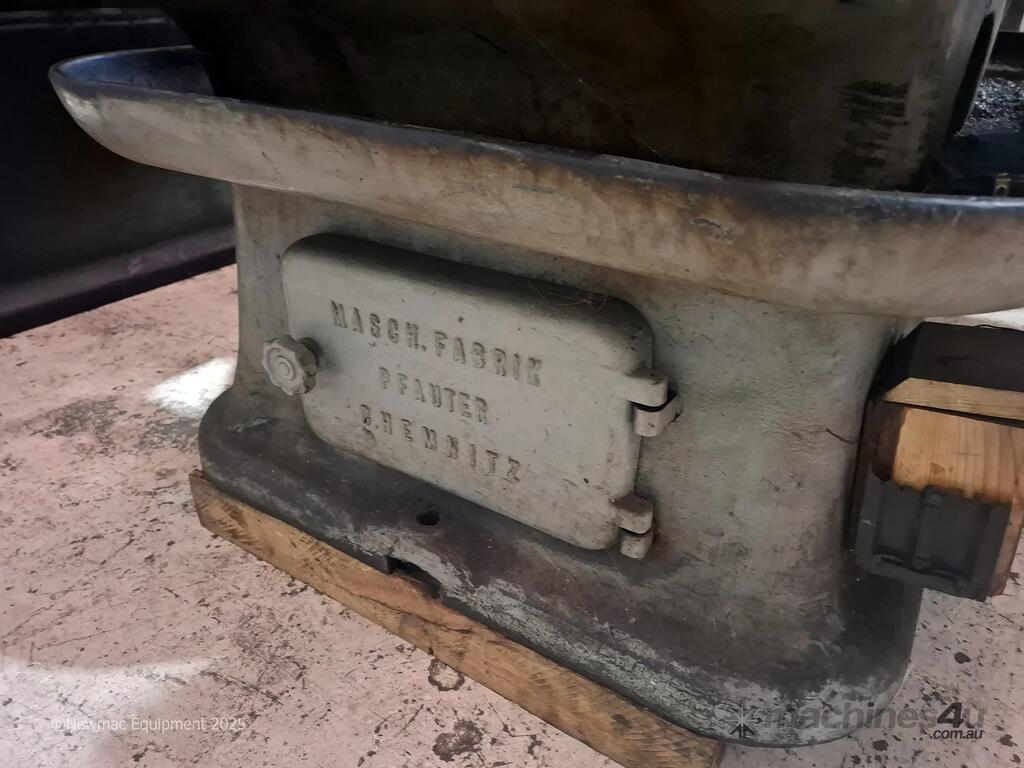 MASCH. FABRIK
PFAUTER
CHEMNITZ
©Newmac Equipment 2025
machines4u
.com.au